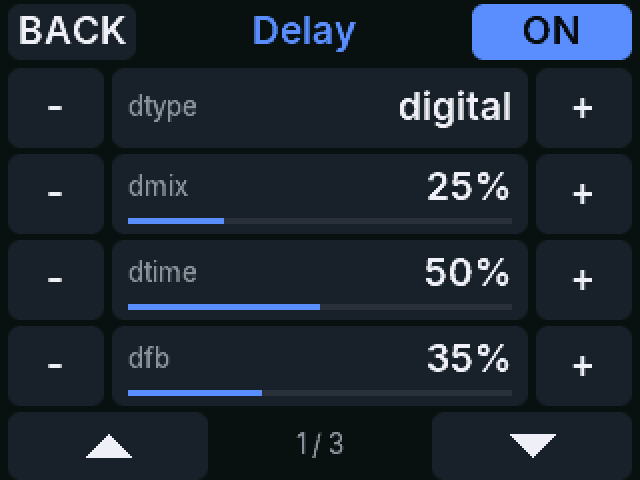 BACK Delay ON
- dtype digital +
- dmix 25% +
- dtime 50% +
- dfb 35% +
1 / 3